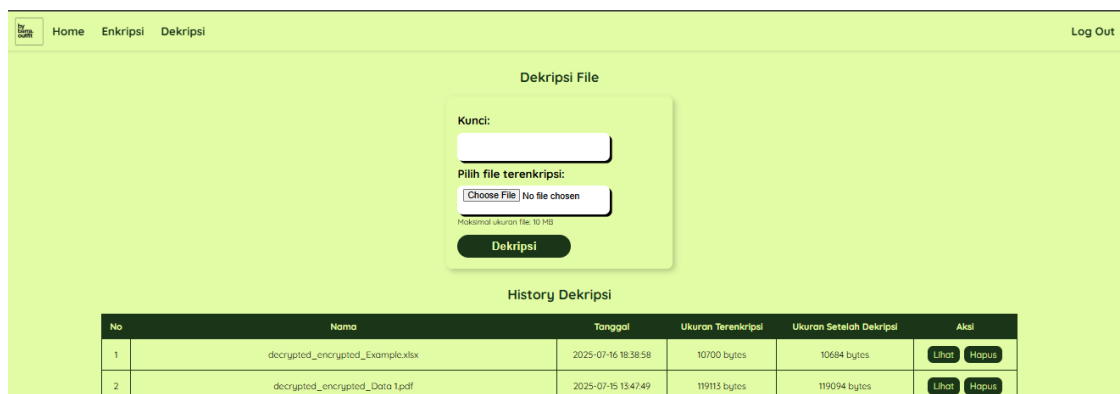 by
berra.
outfit
Home Enkripsi Dekripsi Log Out
Dekripsi File
Kunci:
Pilih file terenkripsi:
Choose File No file chosen
Maksimal ukuran file: 10 MB
Dekripsi
History Dekripsi
No Nama Tanggal Ukuran Terenkripsi Ukuran Setelah Dekripsi Aksi
1 decrypted_encrypted_Example.xlsx 2025-07-16 18:38:58 10700 bytes 10684 bytes Lihat Hapus
2 decrypted_encrypted_Data 1.pdf 2025-07-15 13:47:49 119113 bytes 119094 bytes Lihat Hapus